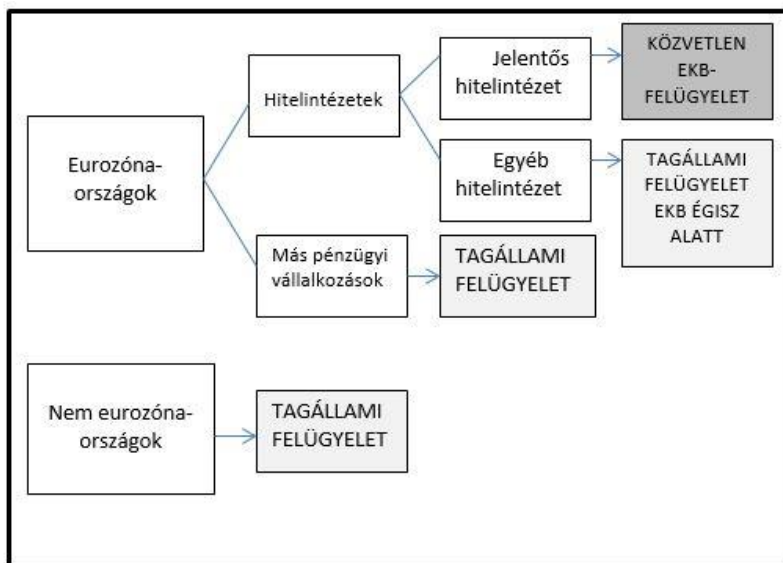 Eurozóna-
országok
Hitelintézetek
Jelentős
hitelintézet
KÖZVETLEN
EKB-
FELÜGYELET
Egyéb
hitelintézet
TAGÁLLAMI
FELÜGYELET
EKB ÉGISZ
ALATT
Más pénzügyi
vállalkozások
TAGÁLLAMI
FELÜGYELET
Nem eurozóna-
országok
TAGÁLLAMI
FELÜGYELET